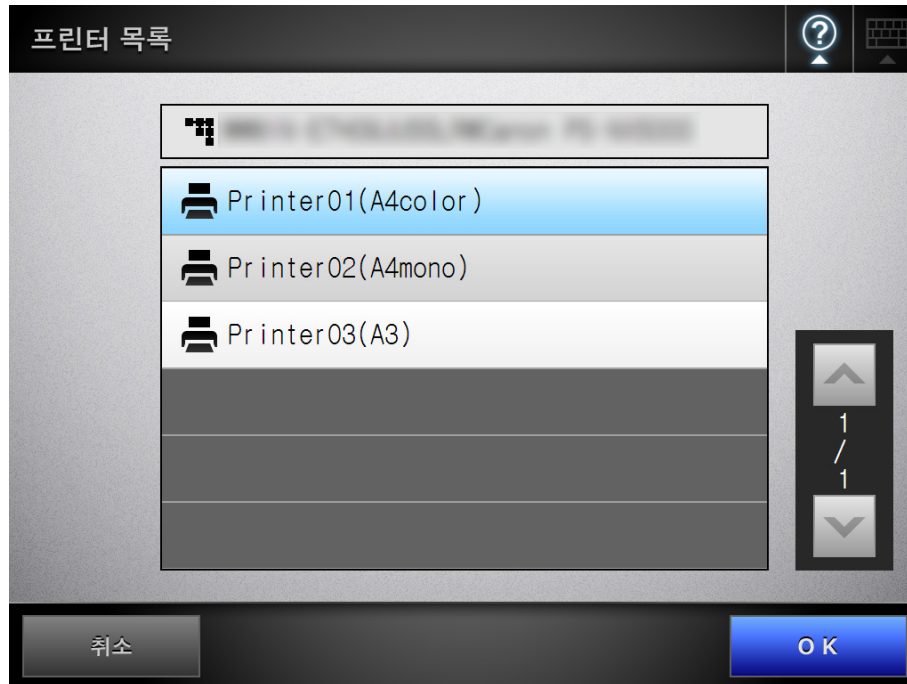 프린터 목록
Printer01(A4color)
Printer02(A4mono)
Printer03(A3)
1
/
1
취소
OK